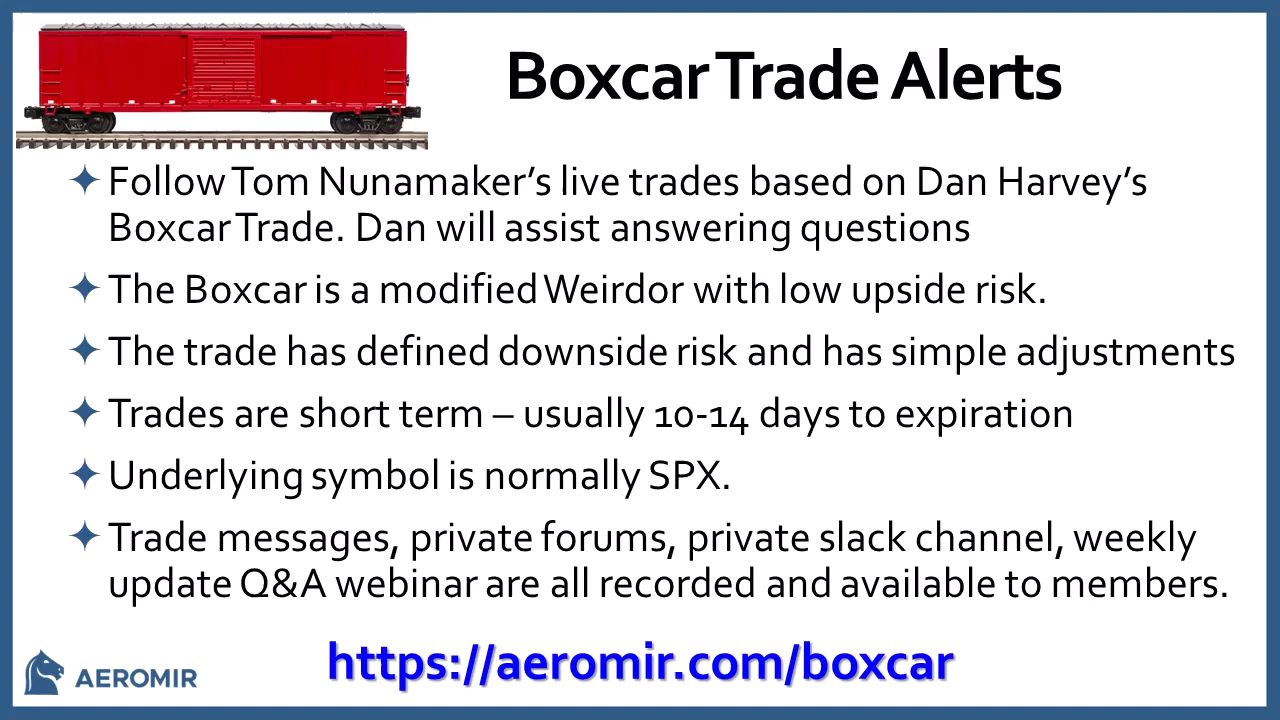 Boxcar Trade Alerts
Follow Tom Nunamaker’s live trades based on Dan Harvey’s
Boxcar Trade. Dan will assist answering questions
The Boxcar is a modified Weirdor with low upside risk.
The trade has defined downside risk and has simple adjustments
Trades are short term – usually 10-14 days to expiration
Underlying symbol is normally SPX.
Trade messages, private forums, private slack channel, weekly
update Q&A webinar are all recorded and available to members.
https://aeromir.com/boxcar
AEROMIR